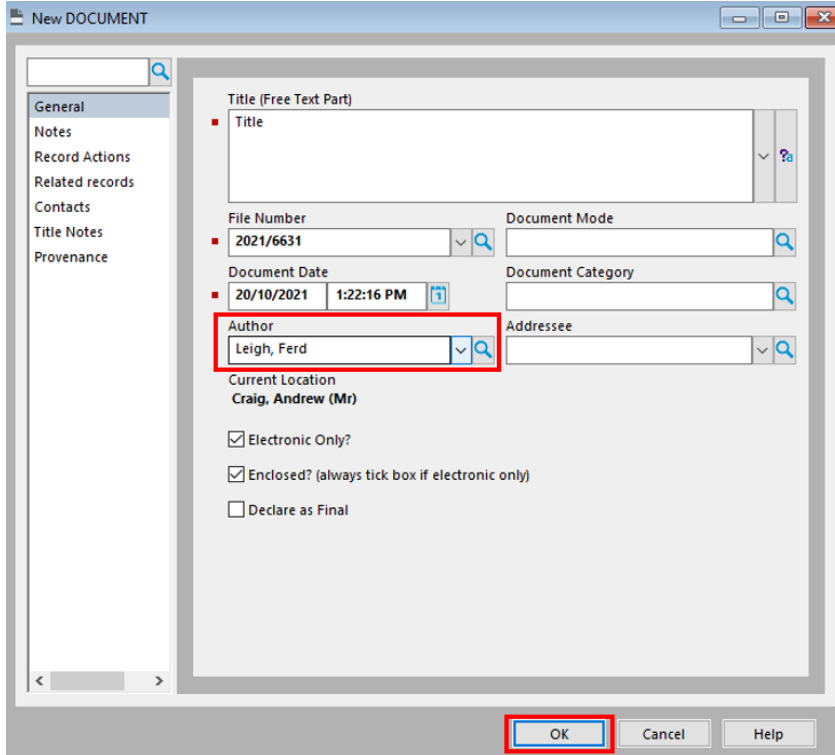 New DOCUMENT
General
Notes
Record Actions
Related records
Contacts
Title Notes
Provenance
Title (Free Text Part)
Title
File Number
Document Mode
2021/6631
Document Date
Document Category
20/10/2021 1:22:16 PM
Author
Addressee
Leigh, Ferd
Current Location
Craig, Andrew (Mr)
Electronic Only?
Enclosed? (always tick box if electronic only)
Declare as Final
OK Cancel Help